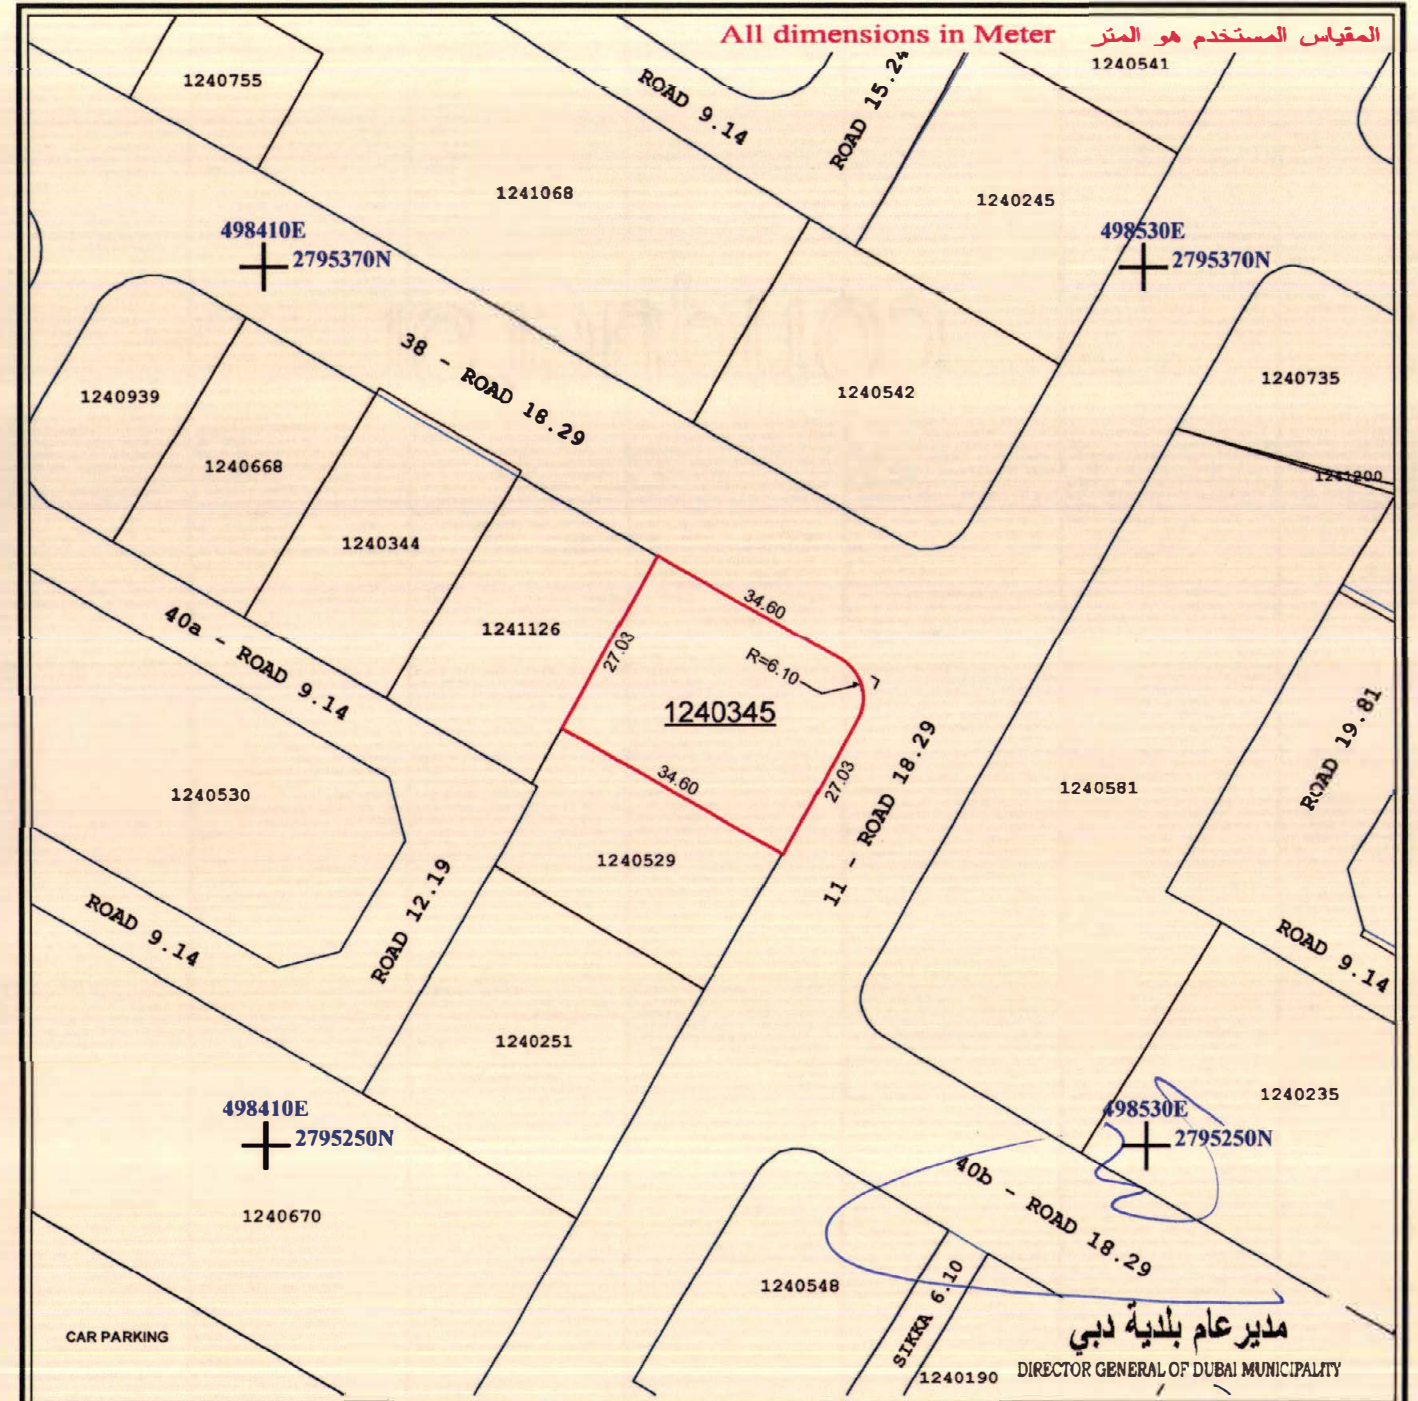 All dimensions in Meter المقياس المستخدم هو المتر
1240755
ROAD 9.14
ROAD 15.24
1240541
1241068
1240245
498410E
2795370N
498530E
2795370N
38 - ROAD 18.29
1240939
1240542
1240735
1240668
1241200
1240344
34.60
40a - ROAD 9.14
1241126
27.03
R=6.10
1240345
ROAD 19.81
11 - ROAD 18.29
34.60
27.03
1240581
1240530
1240529
ROAD 12.19
ROAD 9.14
ROAD 9.14
1240251
498410E
2795250N
498530E
2795250N
1240235
1240670
40b - ROAD 18.29
1240548
SIKKA 6.10
CAR PARKING
مدير عام بلدية دبي
DIRECTOR GENERAL OF DUBAI MUNICIPALITY
1240190